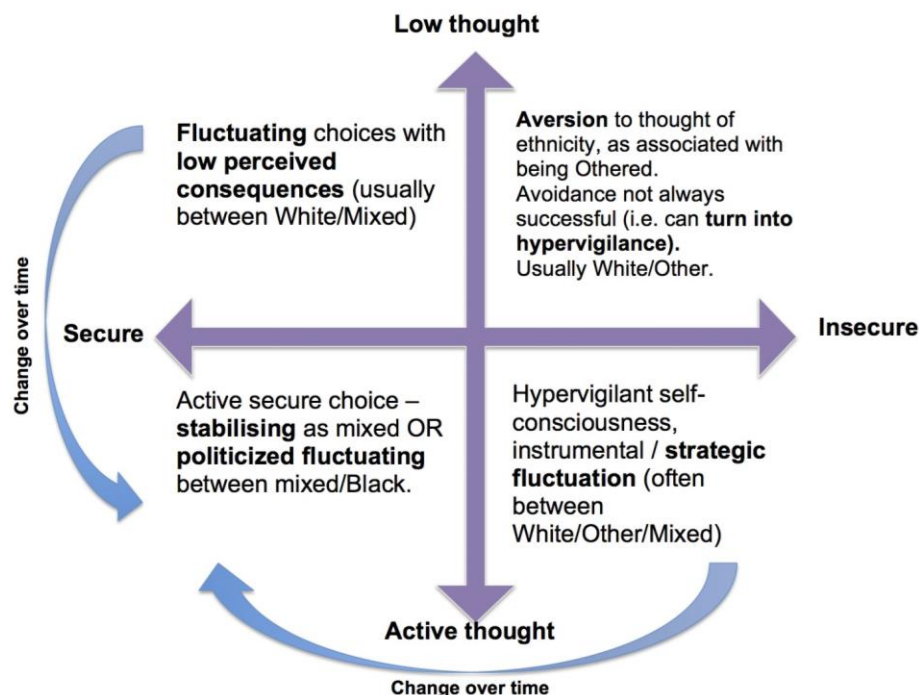 Low thought
Fluctuating choices with
low perceived
consequences (usually
between White/Mixed)
Aversion to thought of
ethnicity, as associated with
being Othered.
Avoidance not always
successful (i.e. can turn into
hypervigilance).
Usually White/Other.
Change over time
Secure
Insecure
Active secure choice –
stabilising as mixed OR
politicized fluctuating
between mixed/Black.
Hypervigilant self-
consciousness,
instrumental / strategic
fluctuation (often
between
White/Other/Mixed)
Active thought
Change over time